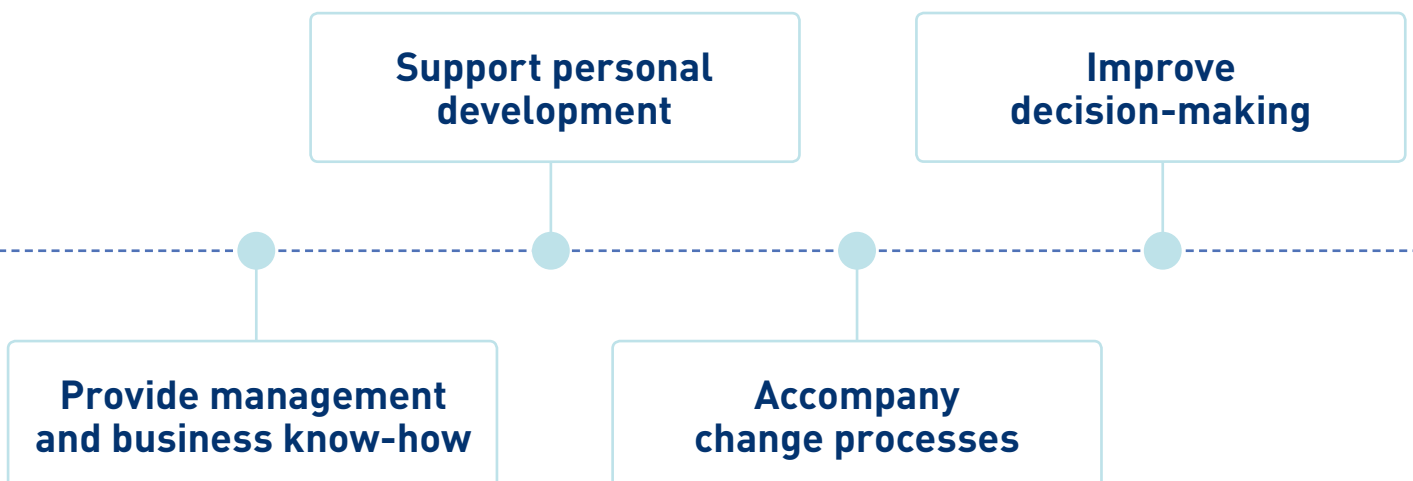 Support personal
development
Improve
decision-making
Provide management
and business know-how
Accompany
change processes